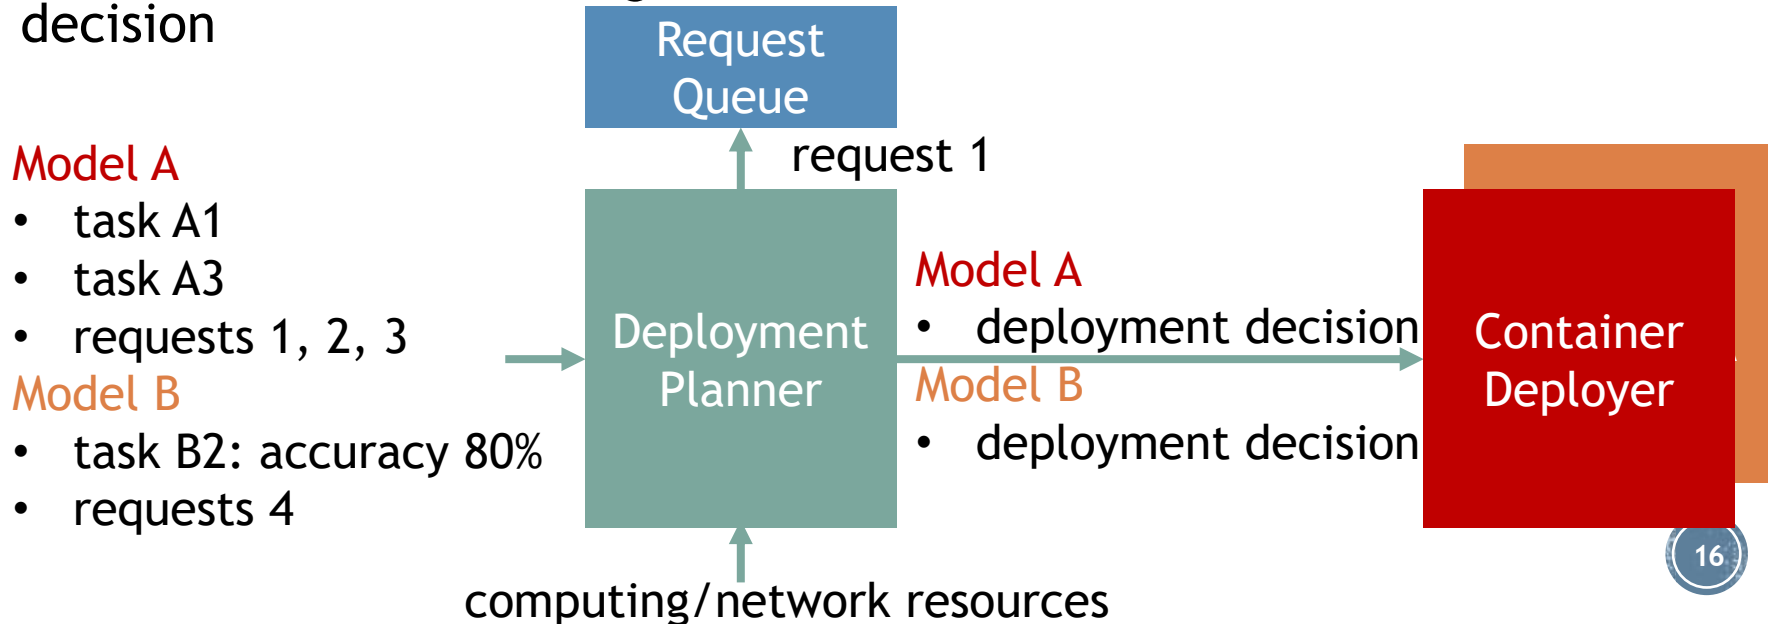 decision
Request
Queue
request 1
Model A
• task A1
• task A3
• requests 1, 2, 3
Model B
• task B2: accuracy 80%
• requests 4
Deployment
Planner
Model A
• deployment decision
Model B
• deployment decision
Container
Deployer
computing/network resources
16